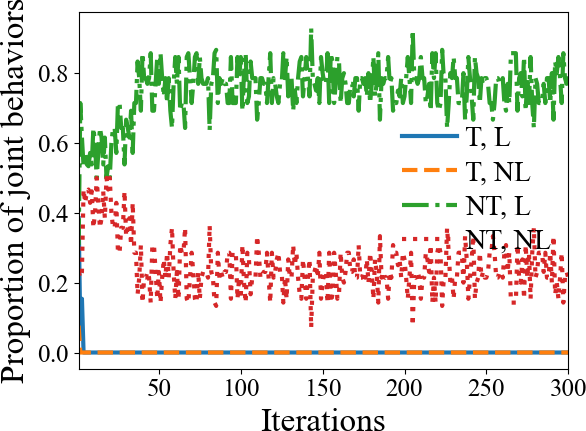 Proportion of joint behaviors
0.8
0.6
0.4
0.2
0.0
T, L
T, NL
NT, L
NT, NL
50
100
150
200
250
300
Iterations